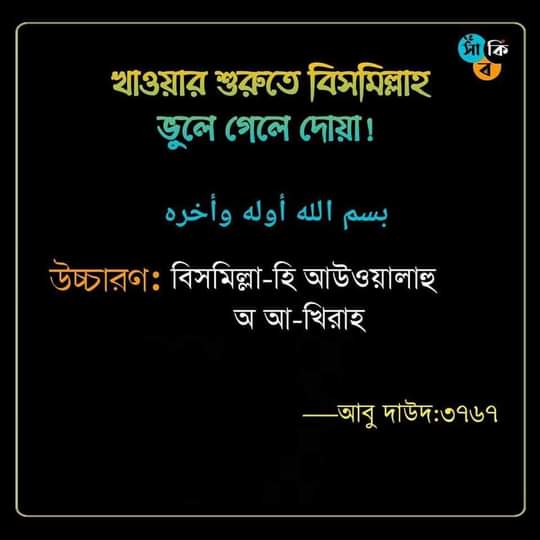 সাঁকিব
খাওয়ার শুরুতে বিসমিল্লাহ
ভুলে গেলে দোয়া!
بسم الله أوله وأخره
উচ্চারণ: বিসমিল্লা-হি আউওয়ালাহু
অ আ-খিরাহ
—আবু দাউদ:৩৭৬৭